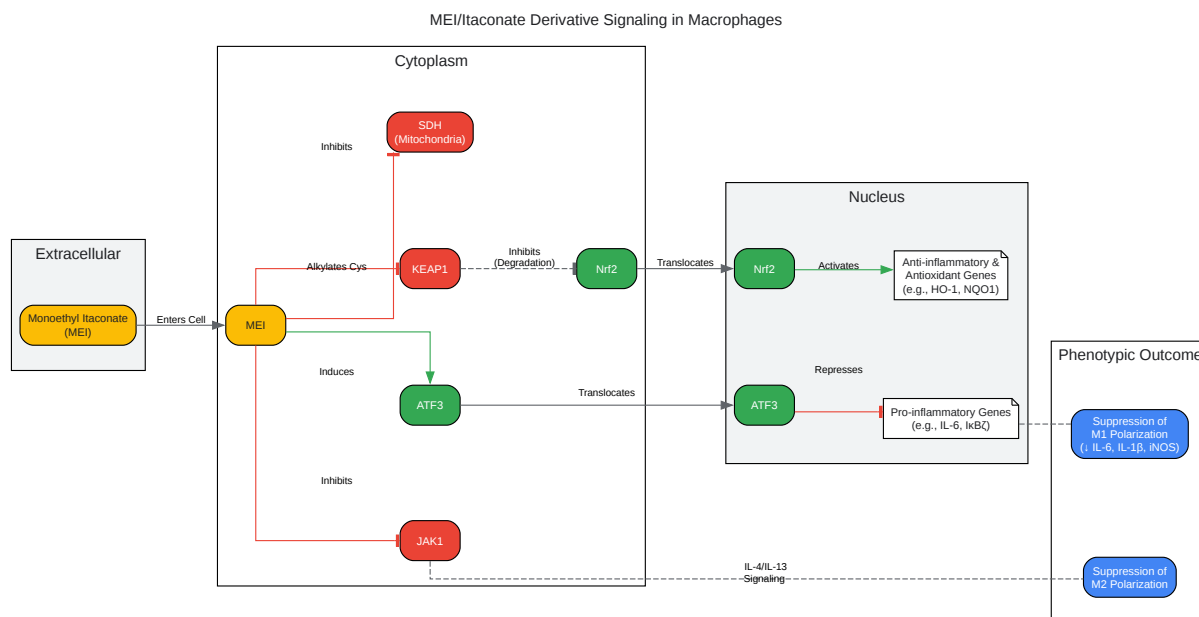 MEI/Itaconate Derivative Signaling in Macrophages
Extracellular
Monoethyl Itaconate
(MEI)
Enters Cell
Cytoplasm
MEI
Inhibits
SDH
(Mitochondria)
Alkylates Cys
KEAP1
Inhibits
(Degradation)
Nrf2
Translocates
Induces
ATF3
Translocates
Inhibits
JAK1
IL-4/IL-13
Signaling
Nucleus
Nrf2
Activates
Anti-inflammatory &
Antioxidant Genes
(e.g., HO-1, NQO1)
ATF3
Represses
Pro-inflammatory Genes
(e.g., IL-6, IκBζ)
Phenotypic Outcome
Suppression of
M1 Polarization
(↓ IL-6, IL-1β, iNOS)
Suppression of
M2 Polarization